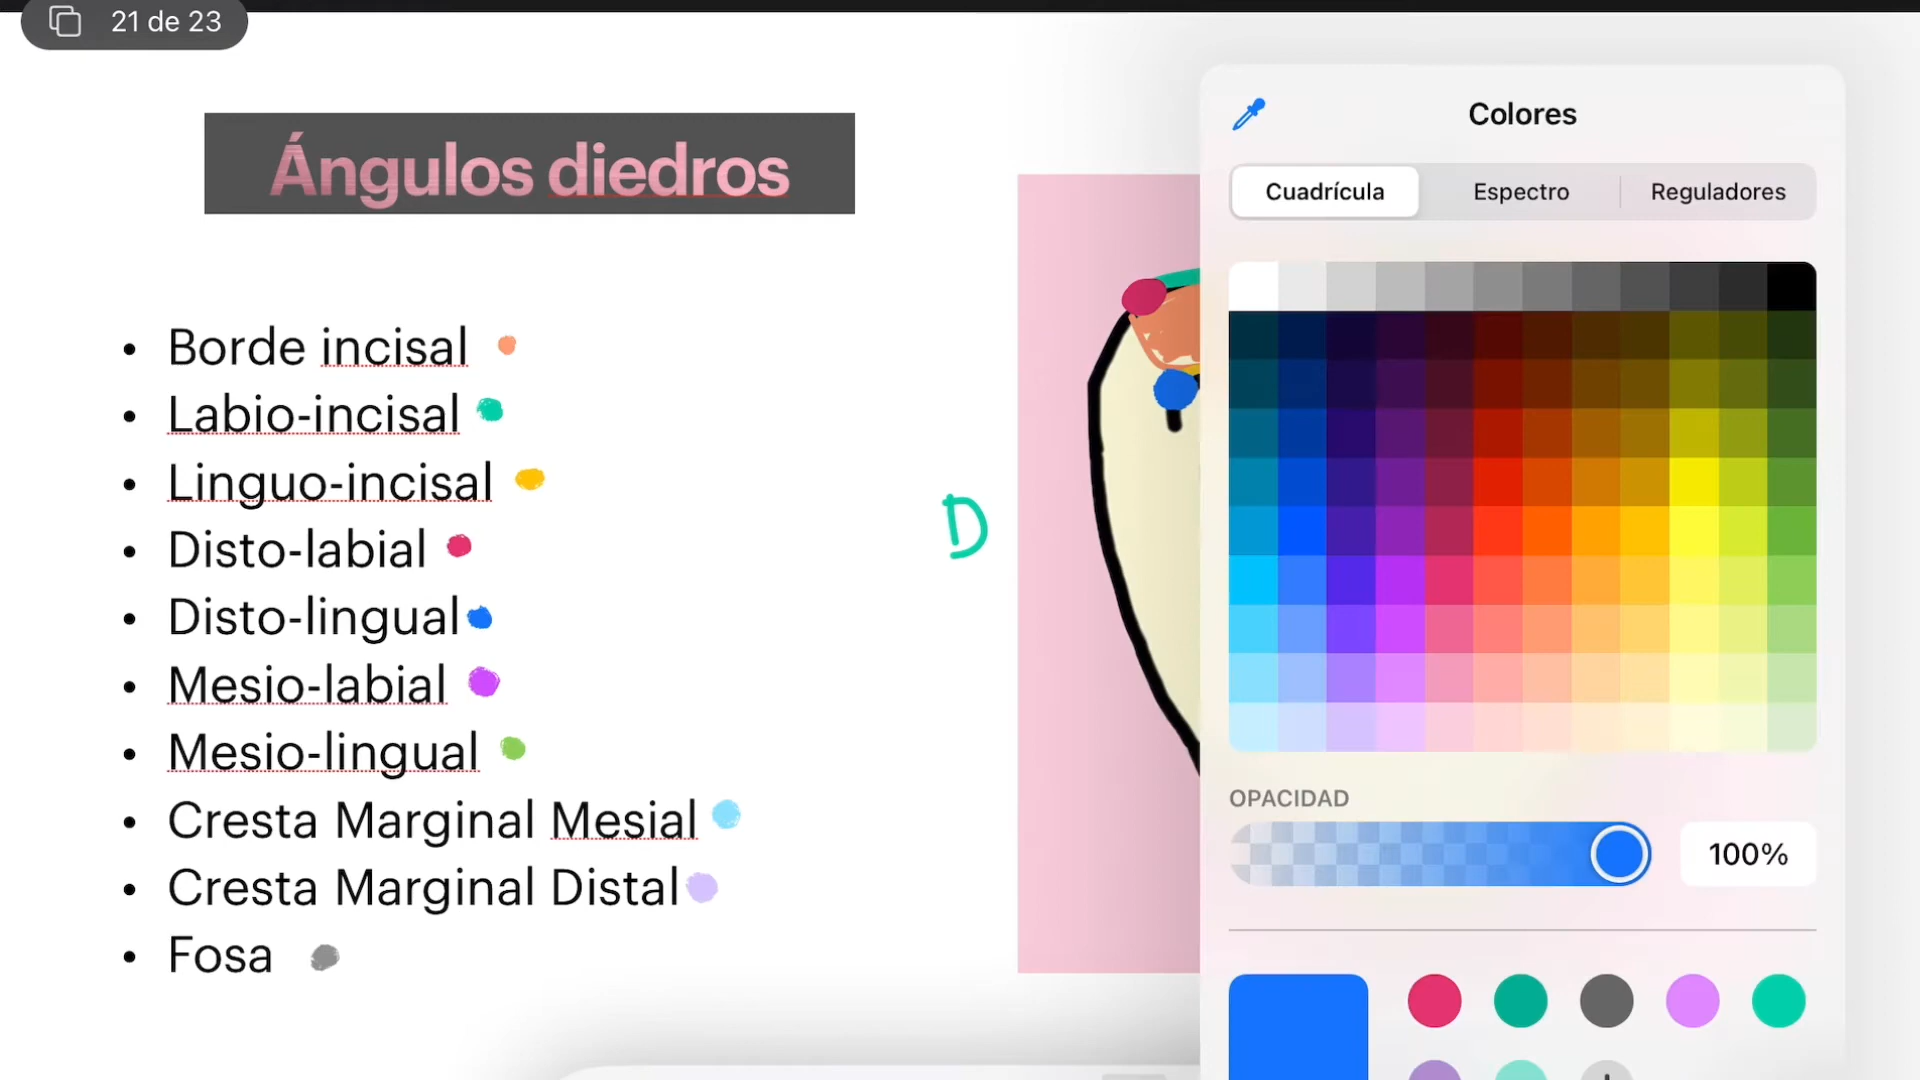 21 de 23
Ángulos diedros
• Borde incisal
• Labio-incisal
• Linguo-incisal
• Disto-labial
• Disto-lingual
• Mesio-labial
• Mesio-lingual
• Cresta Marginal Mesial
• Cresta Marginal Distal
• Fosa
D
Colores
Cuadrícula Espectro Reguladores
OPACIDAD
100%